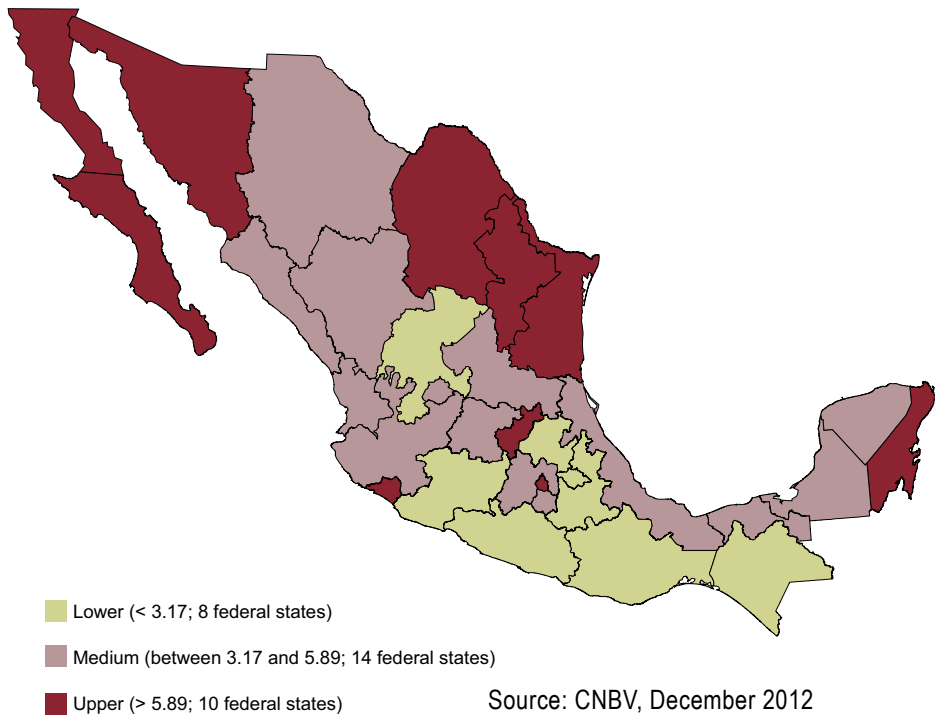 Lower (< 3.17; 8 federal states)
Medium (between 3.17 and 5.89; 14 federal states)
Upper (> 5.89; 10 federal states)
Source: CNBV, December 2012